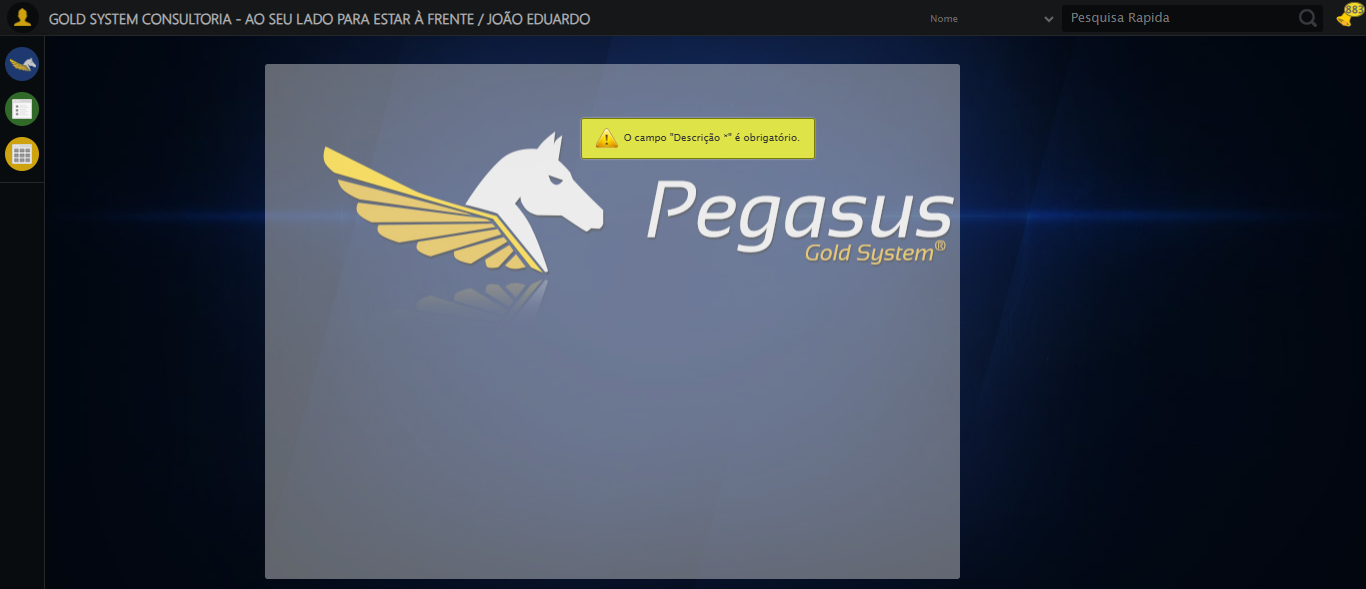 GOLD SYSTEM CONSULTORIA - AO SEU LADO PARA ESTAR À FRENTE / JOÃO EDUARDO
Nome
Pesquisa Rapida
883
O campo "Descrição *" é obrigatório.
Pegasus
Gold System®